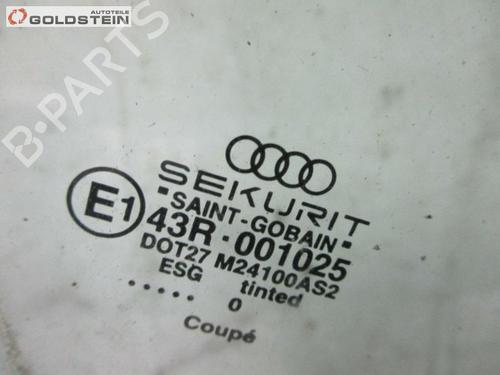 AUTOTEILE
GOLDSTEIN
B-PARTS
SEKURIT
SAINT-GOBAIN
E1
43R-001025
DOT27 M24100AS2
ESG tinted
..... 0
Coupé